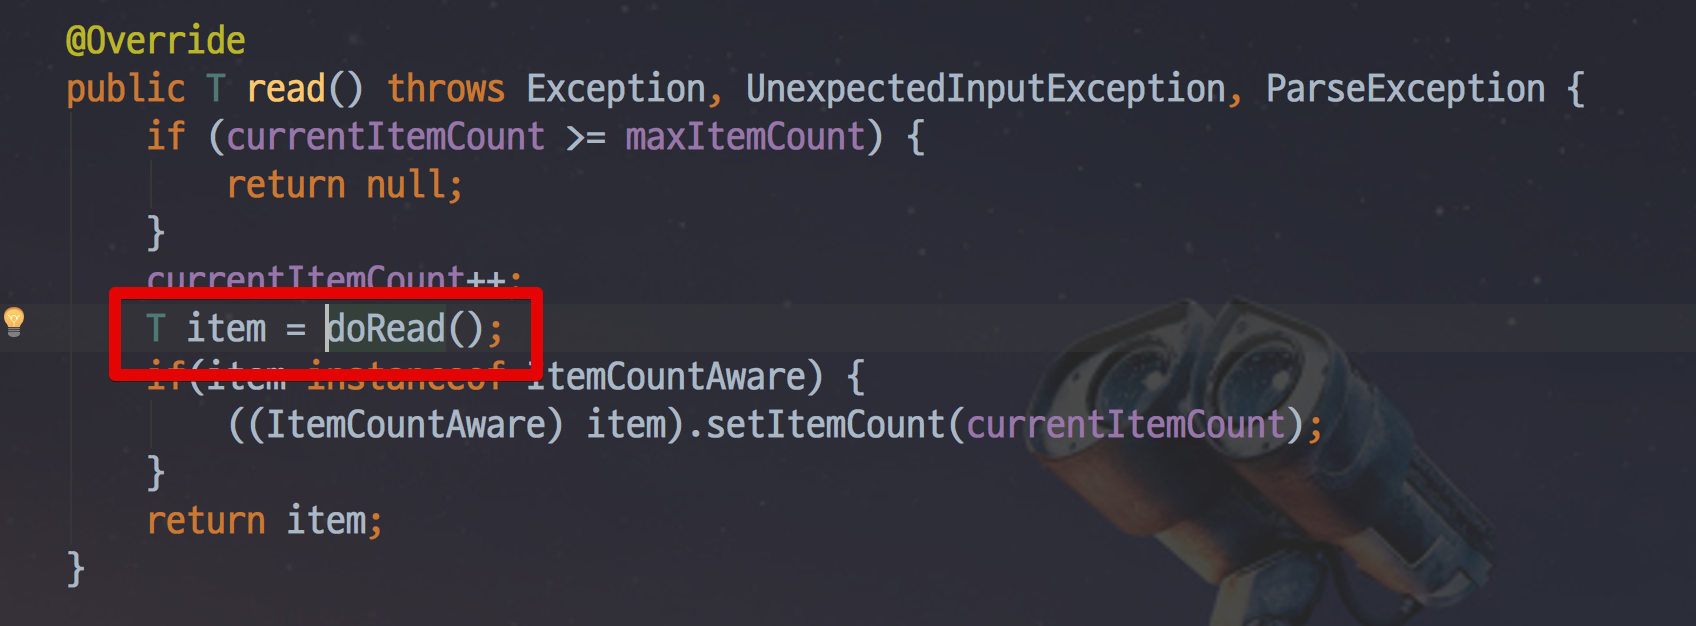 @Override
public T read() throws Exception, UnexpectedInputException, ParseException {
if (currentItemCount >= maxItemCount) {
return null;
}
currentItemCount++;
T item = doRead();
if(item instanceof ItemCountAware) {
((ItemCountAware) item).setItemCount(currentItemCount);
}
return item;
}